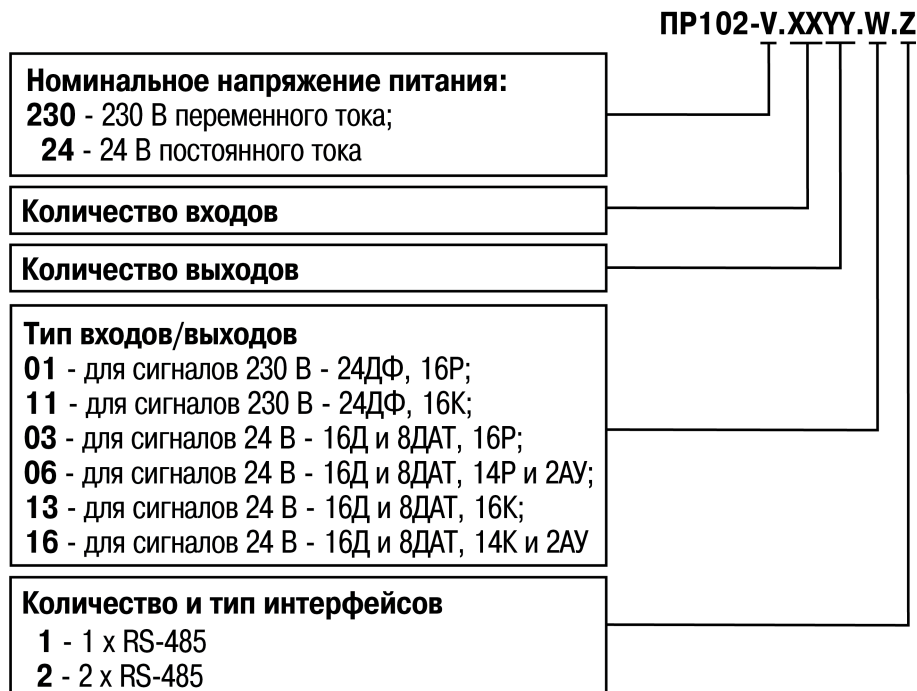 ПР102-V.XXYY.W.Z
Номинальное напряжение питания:
230 - 230 В переменного тока;
24 - 24 В постоянного тока
Количество входов
Количество выходов
Тип входов/выходов
01 - для сигналов 230 В - 24ДФ, 16Р;
11 - для сигналов 230 В - 24ДФ, 16К;
03 - для сигналов 24 В - 16Д и 8ДАТ, 16Р;
06 - для сигналов 24 В - 16Д и 8ДАТ, 14Р и 2АУ;
13 - для сигналов 24 В - 16Д и 8ДАТ, 16К;
16 - для сигналов 24 В - 16Д и 8ДАТ, 14К и 2АУ
Количество и тип интерфейсов
1 - 1 x RS-485
2 - 2 x RS-485